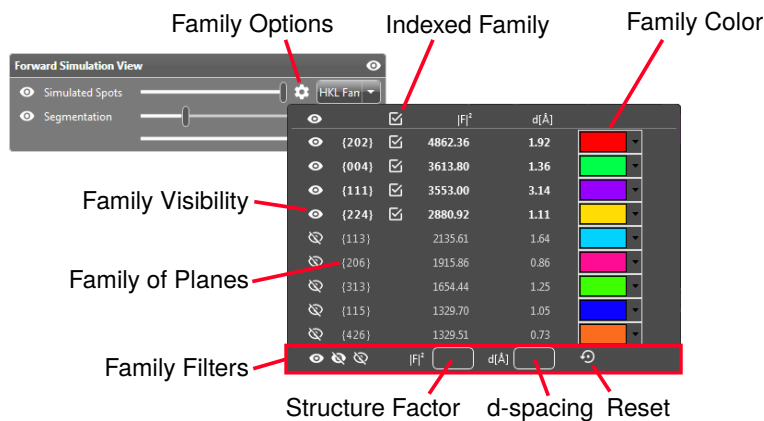 Family Options Indexed Family Family Color
Forward Simulation View
Simulated Spots HKL Fan
Segmentation
|F|² d[Å]
{202} 4862.36 1.92
{004} 3613.80 1.36
{111} 3553.00 3.14
{224} 2880.92 1.11
{113} 2135.61 1.64
{206} 1915.86 0.86
{313} 1654.44 1.25
{115} 1329.70 1.05
{426} 1329.51 0.73
Family Visibility
Family of Planes
Family Filters
|F|² d[Å]
Structure Factor d-spacing Reset